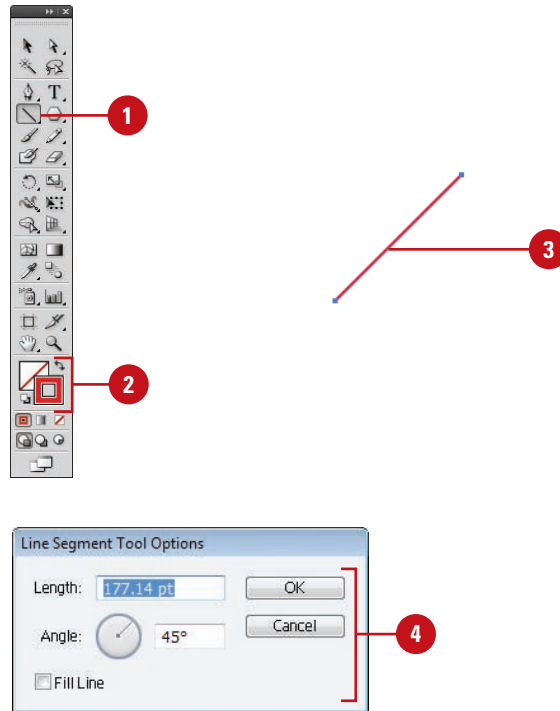 1
3
2
Line Segment Tool Options
Length: 177.14 pt OK
Angle: 45° Cancel
4
Fill Line